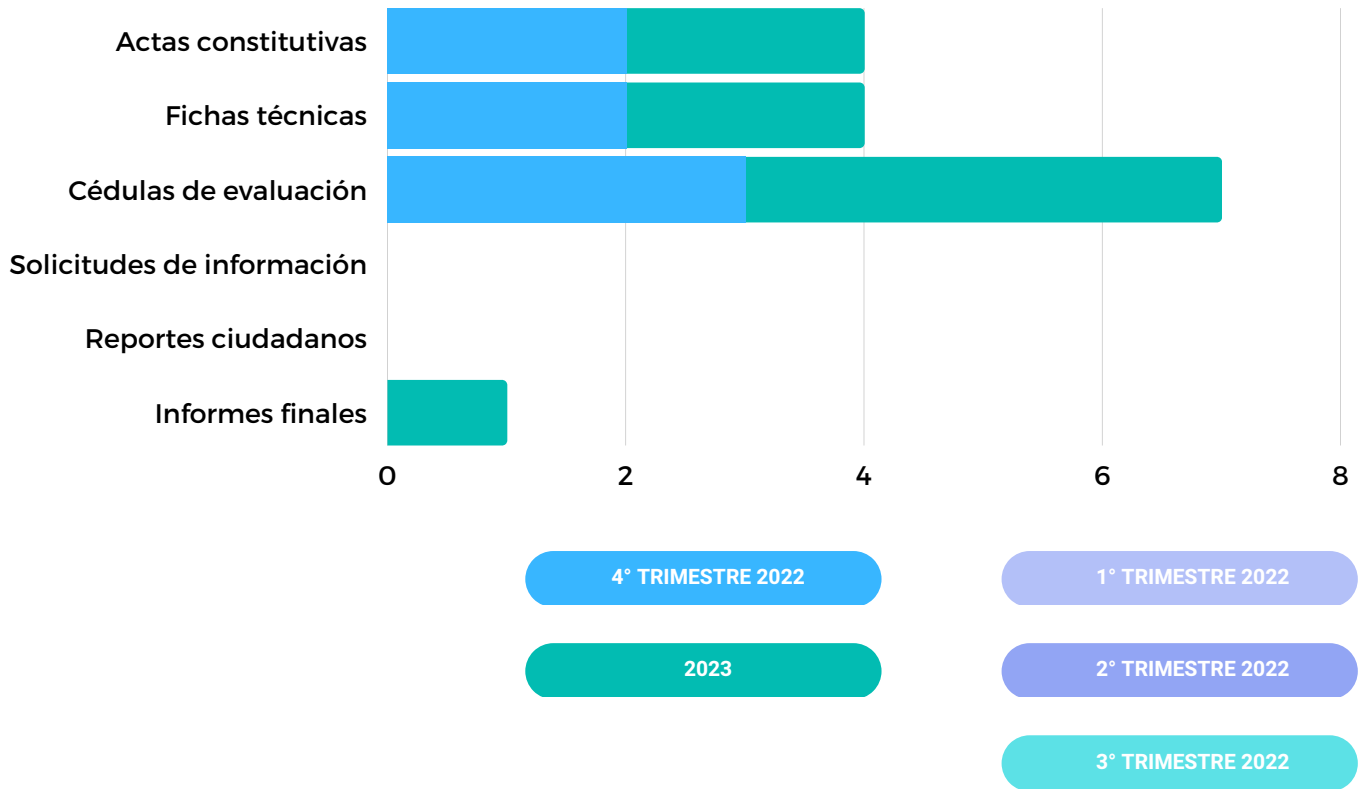 Actas constitutivas
Fichas técnicas
Cédulas de evaluación
Solicitudes de información
Reportes ciudadanos
Informes finales
0 2 4 6 8
4° TRIMESTRE 2022
1° TRIMESTRE 2022
2023
2° TRIMESTRE 2022
3° TRIMESTRE 2022